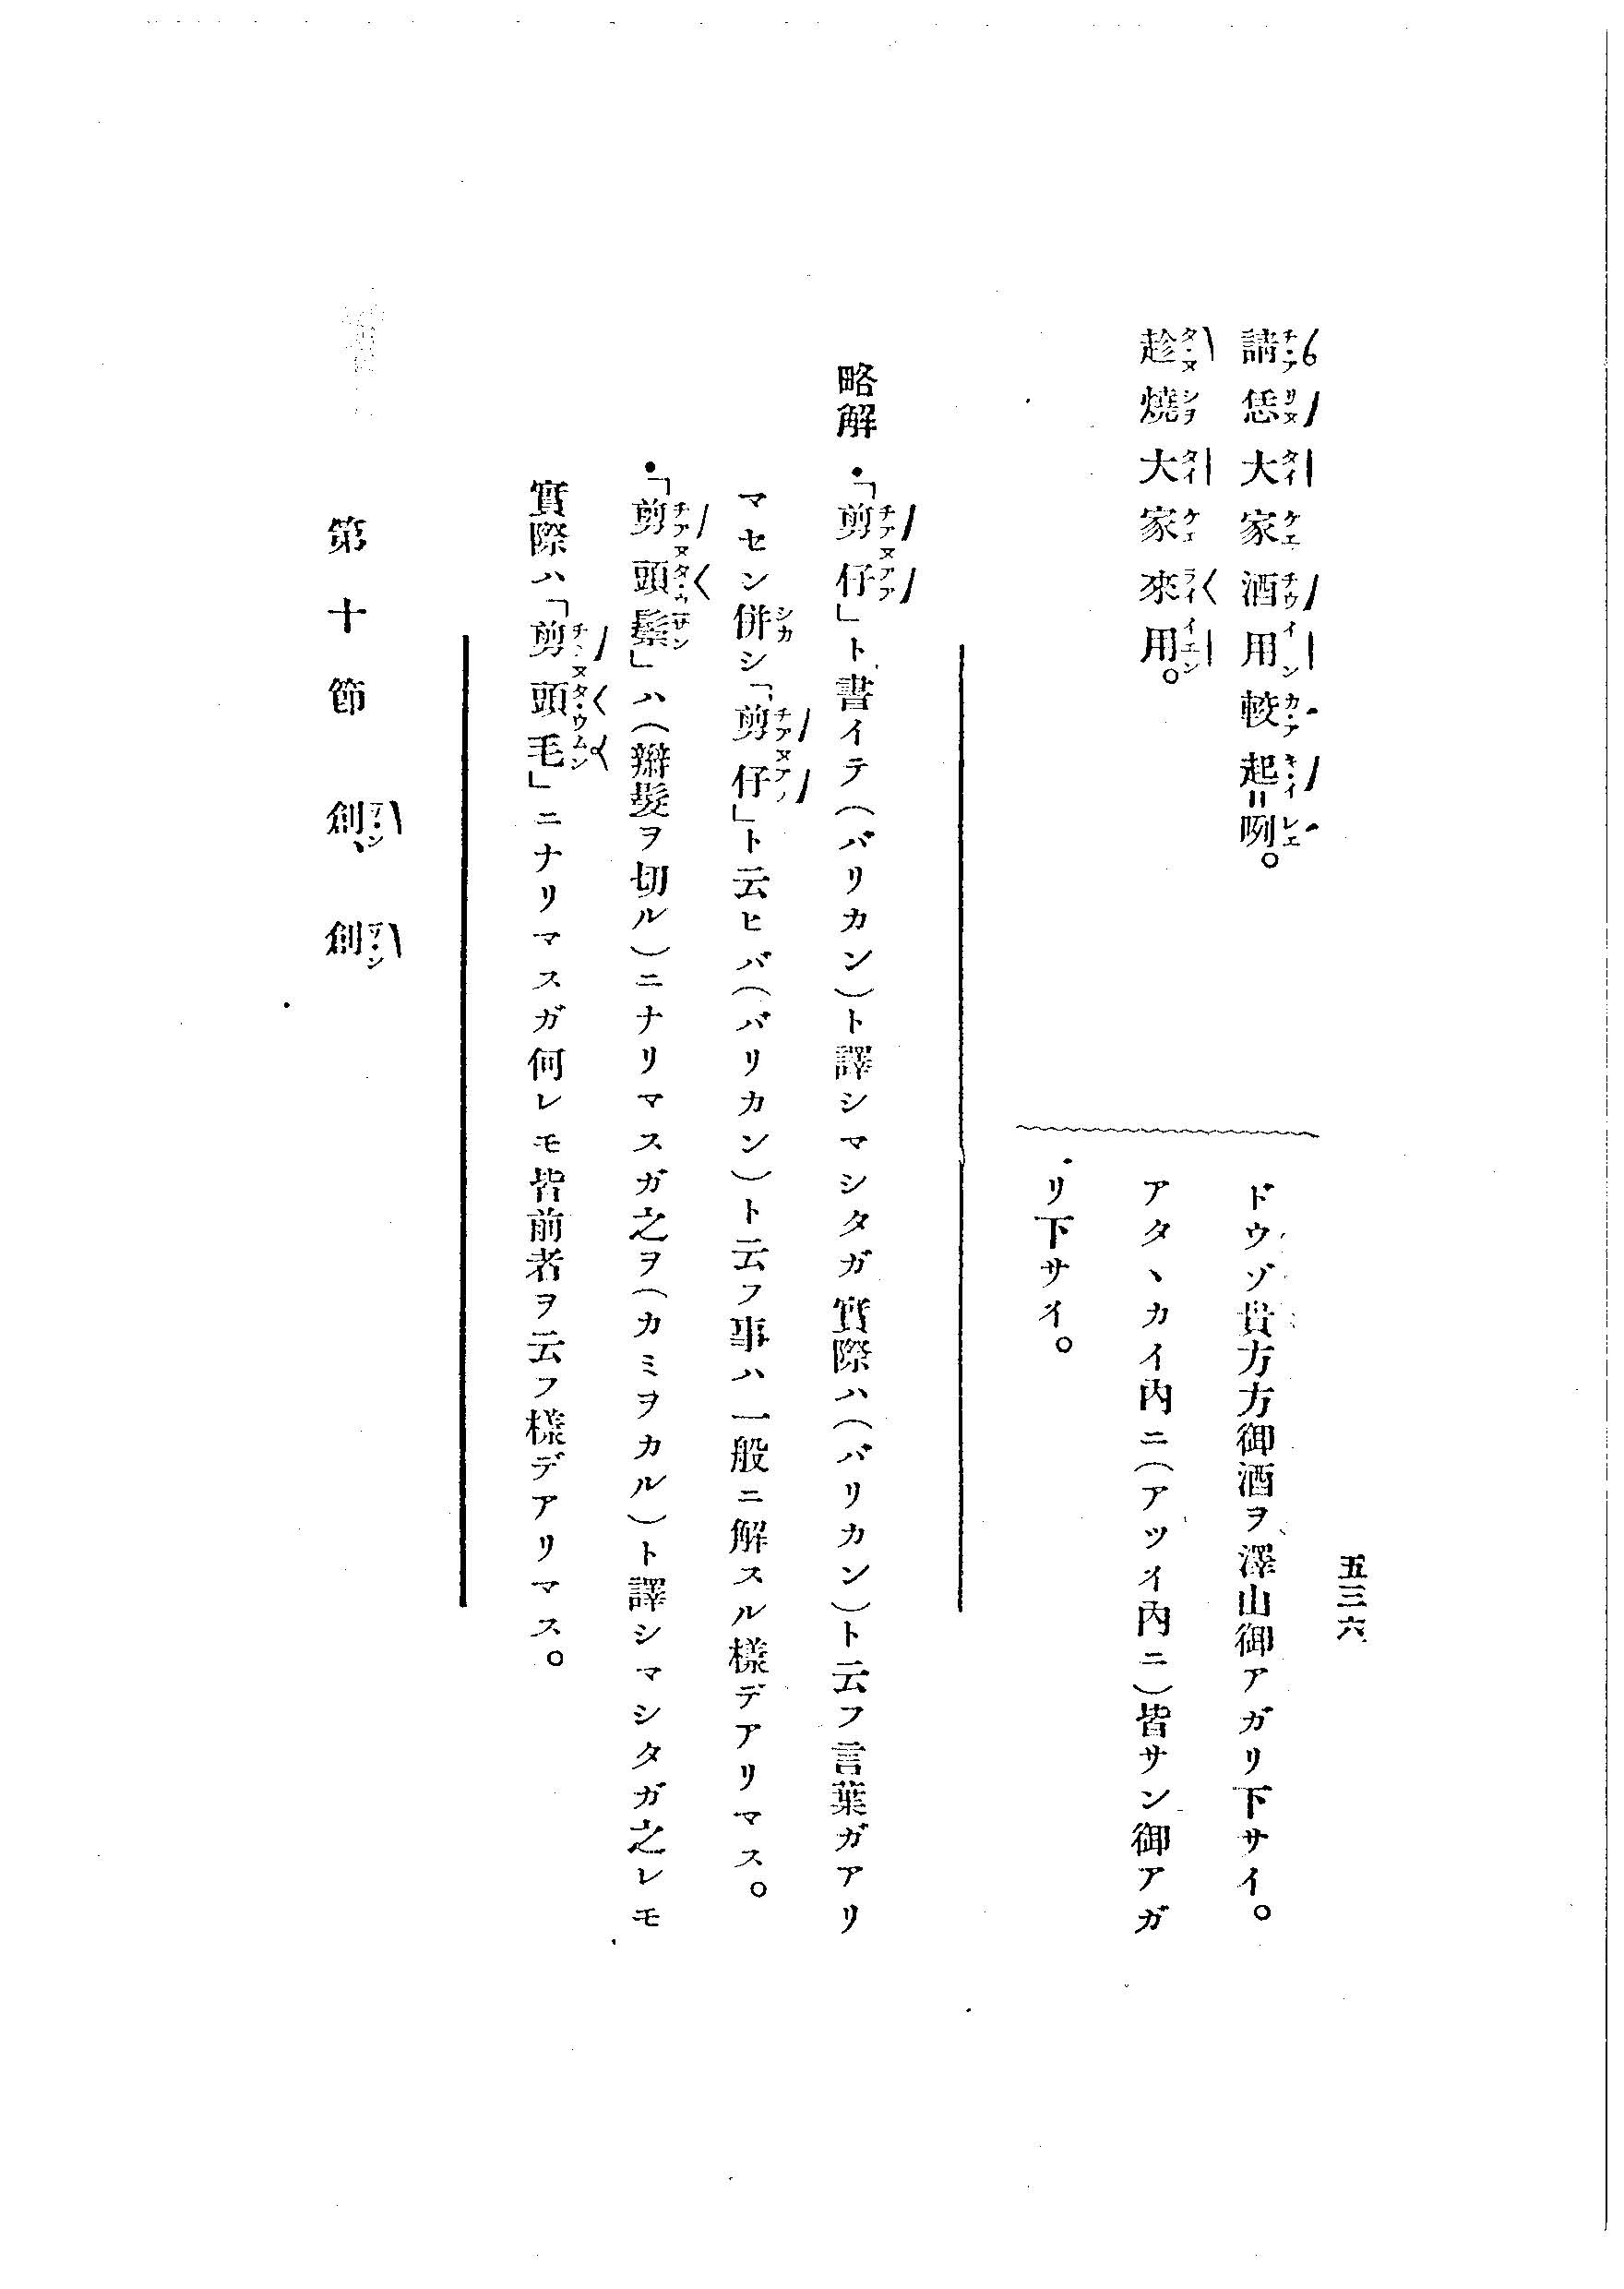 五三六
請恁大家酒用較起=咧。
趁燒大家來用。
ドウゾ貴方方御酒ヲ澤山御アガリ下サイ。
アタヽカイ內ニ(アツイ內ニ)皆サン御アガ
リ下サイ。
略解 ●「剪仔」ト書イテ(バリカン)ト譯シマシタガ實際ハ(バリカン)ト云フ言葉ガアリ
マセン併シ「剪仔」ト云ヒバ(バリカン)ト云フ事ハ一般ニ解スル樣デアリマス。
●「剪頭鬃」ハ(辮髮ヲ切ル)ニナリマスガ之ヲ(カミヲカル)ト譯シマシタガ之レモ
實際ハ「剪頭毛」ニナリマスガ何レモ皆前者ヲ云フ樣デアリマス。
第十節 創、創